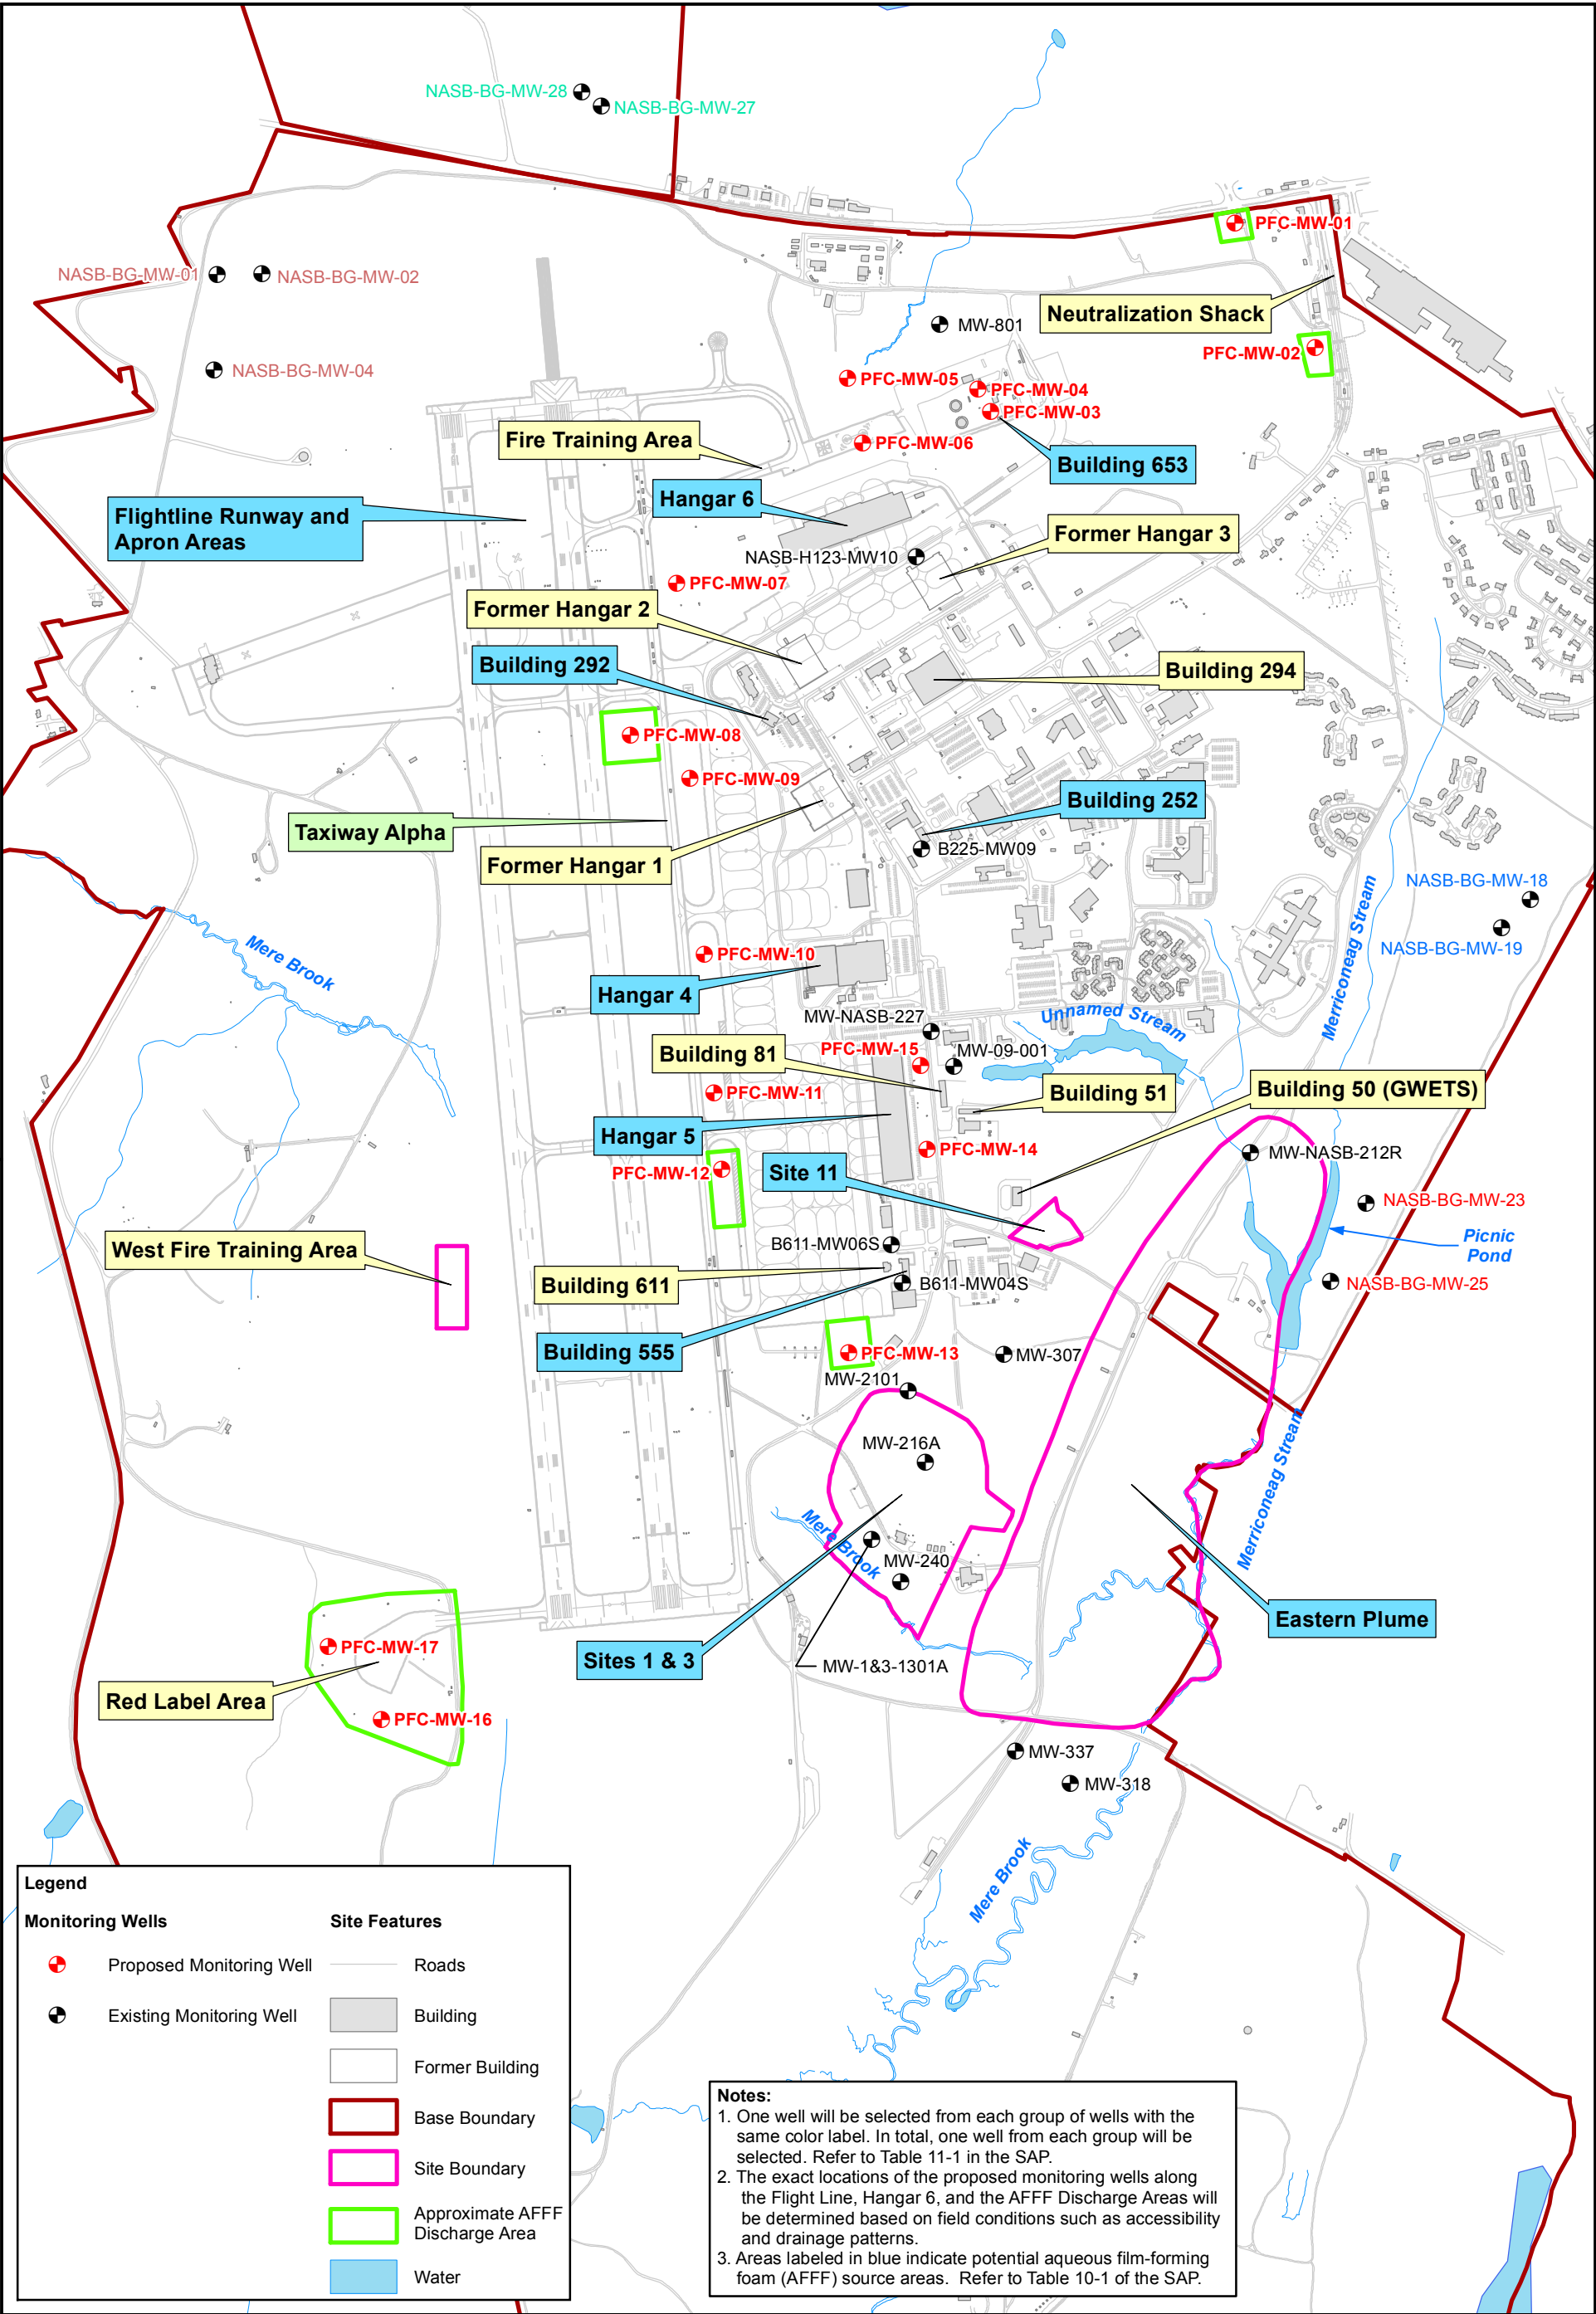 NASB-BG-MW-28
NASB-BG-MW-27
PFC-MW-01
NASB-BG-MW-01
NASB-BG-MW-02
Neutralization Shack
MW-801
PFC-MW-02
NASB-BG-MW-04
PFC-MW-05
PFC-MW-04
PFC-MW-03
Fire Training Area
PFC-MW-06
Building 653
Hangar 6
Flightline Runway and
Apron Areas
Former Hangar 3
NASB-H123-MW10
PFC-MW-07
Former Hangar 2
Building 292
Building 294
PFC-MW-08
PFC-MW-09
Building 252
Taxiway Alpha
Former Hangar 1
B225-MW09
NASB-BG-MW-18
Merriconeag Stream
NASB-BG-MW-19
Mere Brook
PFC-MW-10
Hangar 4
MW-NASB-227
Unnamed Stream
PFC-MW-15
MW-09-001
Building 81
Building 51
Building 50 (GWETS)
PFC-MW-11
Hangar 5
PFC-MW-14
MW-NASB-212R
PFC-MW-12
Site 11
NASB-BG-MW-23
Picnic
Pond
West Fire Training Area
B611-MW06S
Building 611
B611-MW04S
NASB-BG-MW-25
Building 555
PFC-MW-13
MW-307
MW-2101
MW-216A
Merriconeag Stream
Mere Brook
MW-240
Eastern Plume
PFC-MW-17
Sites 1 & 3
MW-1&3-1301A
Red Label Area
PFC-MW-16
MW-337
MW-318
Mere Brook
Legend
Monitoring Wells
Proposed Monitoring Well
Existing Monitoring Well
Site Features
Roads
Building
Former Building
Base Boundary
Site Boundary
Approximate AFFF
Discharge Area
Water
Notes:
1. One well will be selected from each group of wells with the
same color label. In total, one well from each group will be
selected. Refer to Table 11-1 in the SAP.
2. The exact locations of the proposed monitoring wells along
the Flight Line, Hangar 6, and the AFFF Discharge Areas will
be determined based on field conditions such as accessibility
and drainage patterns.
3. Areas labeled in blue indicate potential aqueous film-forming
foam (AFFF) source areas. Refer to Table 10-1 of the SAP.